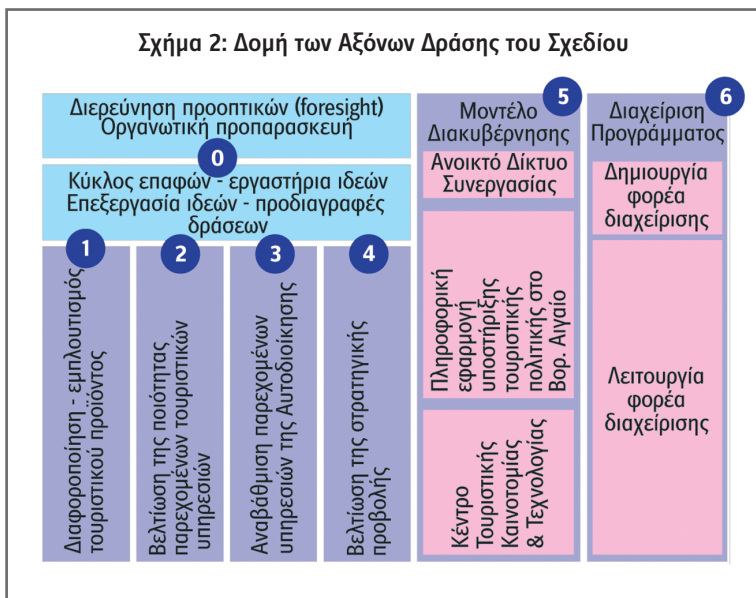 Σχήμα 2: Δομή των Αξόνων Δράσης του Σχεδίου
Διερεύνηση προοπτικών (foresight)
Οργανωτική προπαρασκευή
0
Κύκλος επαφών - εργαστήρια ιδεών
Επεξεργασία ιδεών - προδιαγραφές
δράσεων
1
Διαφοροποίηση - εμπλουτισμός
τουριστικού προϊόντος
2
Βελτίωση της ποιότητας
παρεχομένων τουριστικών
υπηρεσιών
3
Αναβάθμιση παρεχομένων
υπηρεσιών της Αυτοδιοίκησης
4
Βελτίωση της στρατηγικής
προβολής
5
Μοντέλο
Διακυβέρνησης
Ανοικτό Δίκτυο
Συνεργασίας
Πληροφορική
εφαρμογή
υποστήριξης
τουριστικής
πολιτικής στο
Βορ. Αιγαίο
Κέντρο
Τουριστικής
Καινοτομίας
& Τεχνολογίας
6
Διαχείριση
Προγράμματος
Δημιουργία
φορέα
διαχείρισης
Λειτουργία
φορέα
διαχείρισης